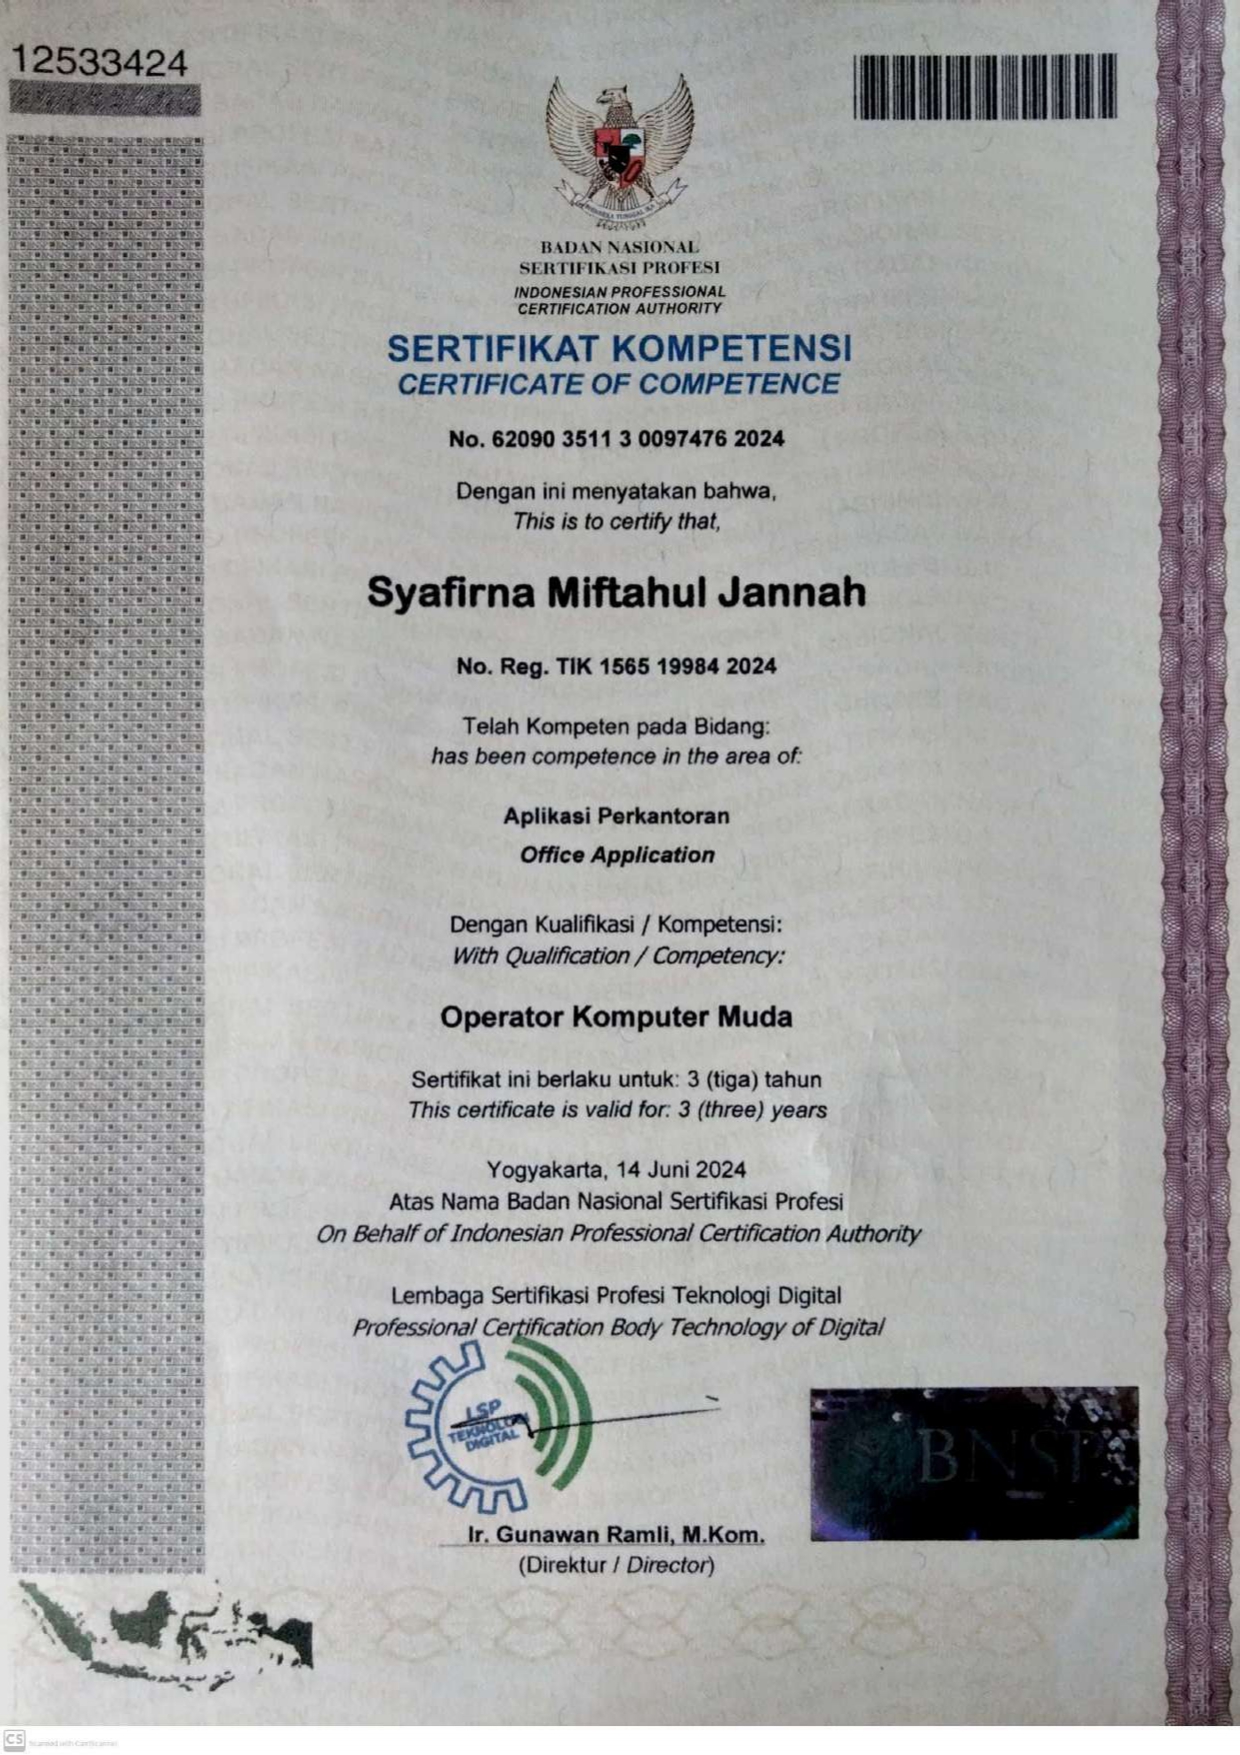 12533424
BADAN NASIONAL
SERTIFIKASI PROFESI
INDONESIAN PROFESSIONAL
CERTIFICATION AUTHORITY
SERTIFIKAT KOMPETENSI
CERTIFICATE OF COMPETENCE
No. 62090 3511 3 0097476 2024
Dengan ini menyatakan bahwa,
This is to certify that,
Syafirna Miftahul Jannah
No. Reg. TIK 1565 19984 2024
Telah Kompeten pada Bidang:
has been competence in the area of:
Aplikasi Perkantoran
Office Application
Dengan Kualifikasi / Kompetensi:
With Qualification / Competency:
Operator Komputer Muda
Sertifikat ini berlaku untuk: 3 (tiga) tahun
This certificate is valid for: 3 (three) years
Yogyakarta, 14 Juni 2024
Atas Nama Badan Nasional Sertifikasi Profesi
On Behalf of Indonesian Professional Certification Authority
Lembaga Sertifikasi Profesi Teknologi Digital
Professional Certification Body Technology of Digital
LSP
DIGITAL
BNSP
Ir. Gunawan Ramli, M.Kom.
(Direktur / Director)
CS
Scanned with CamScanner